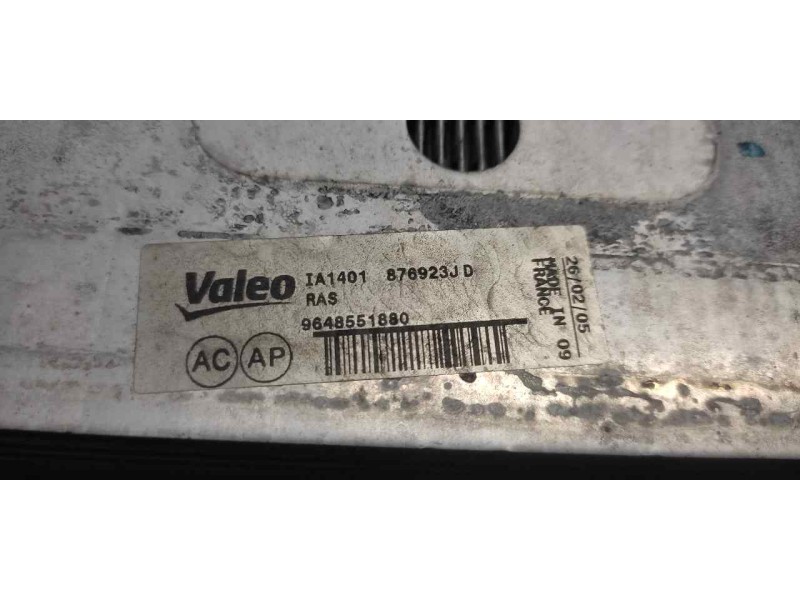 Valeo
IA1401 876923J D
RAS
9648551880
AC AP
26/02/05
MADE IN 09
FRANCE